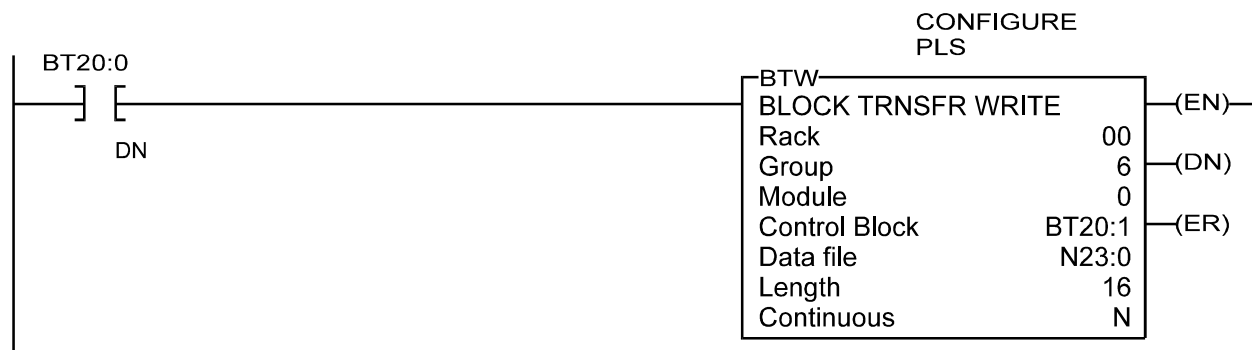 CONFIGURE
PLS
BT20:0
DN
BTW
BLOCK TRNSFR WRITE
Rack 00
Group 6
Module 0
Control Block BT20:1
Data file N23:0
Length 16
Continuous N
(EN)
(DN)
(ER)